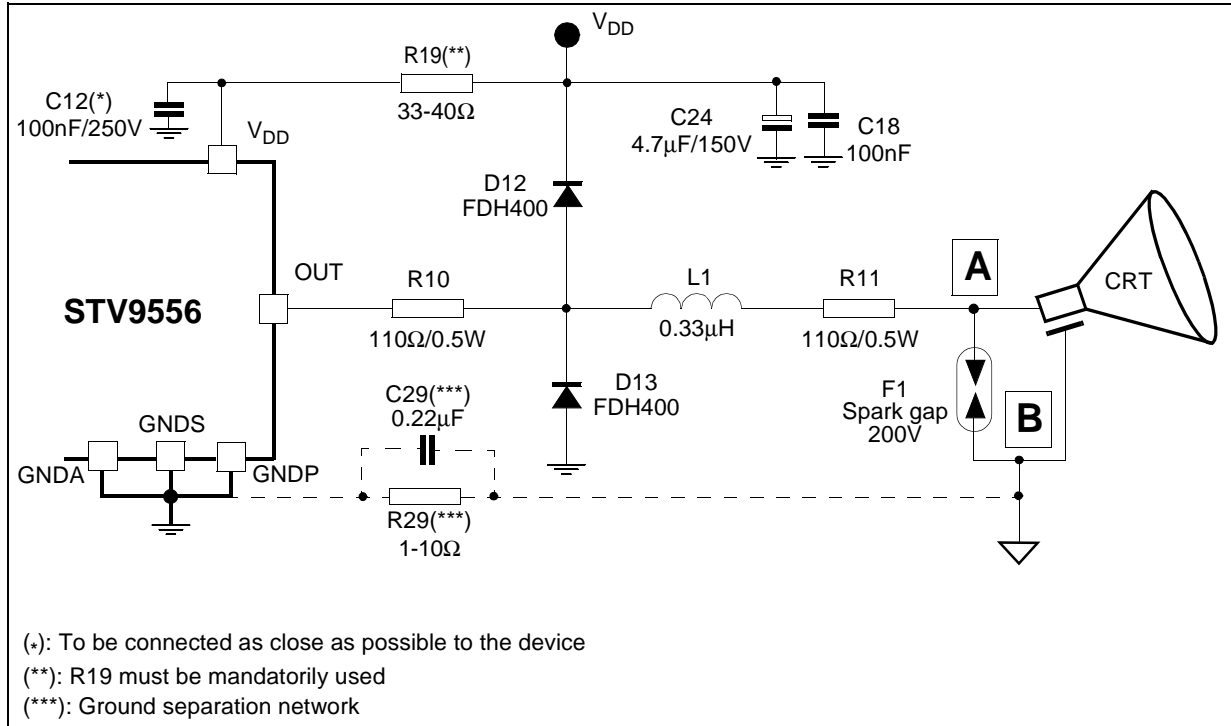 V_DD
R19(**)
33-40Ω
C12(*)
100nF/250V
V_DD
C24
4.7µF/150V
C18
100nF
D12
FDH400
OUT
R10
110Ω/0.5W
L1
0.33µH
R11
110Ω/0.5W
A
CRT
STV9556
D13
FDH400
C29(***)
0.22µF
F1
Spark gap
200V
B
GNDS
GNDA
GNDP
R29(***)
1-10Ω
(*): To be connected as close as possible to the device
(**): R19 must be mandatorily used
(***): Ground separation network